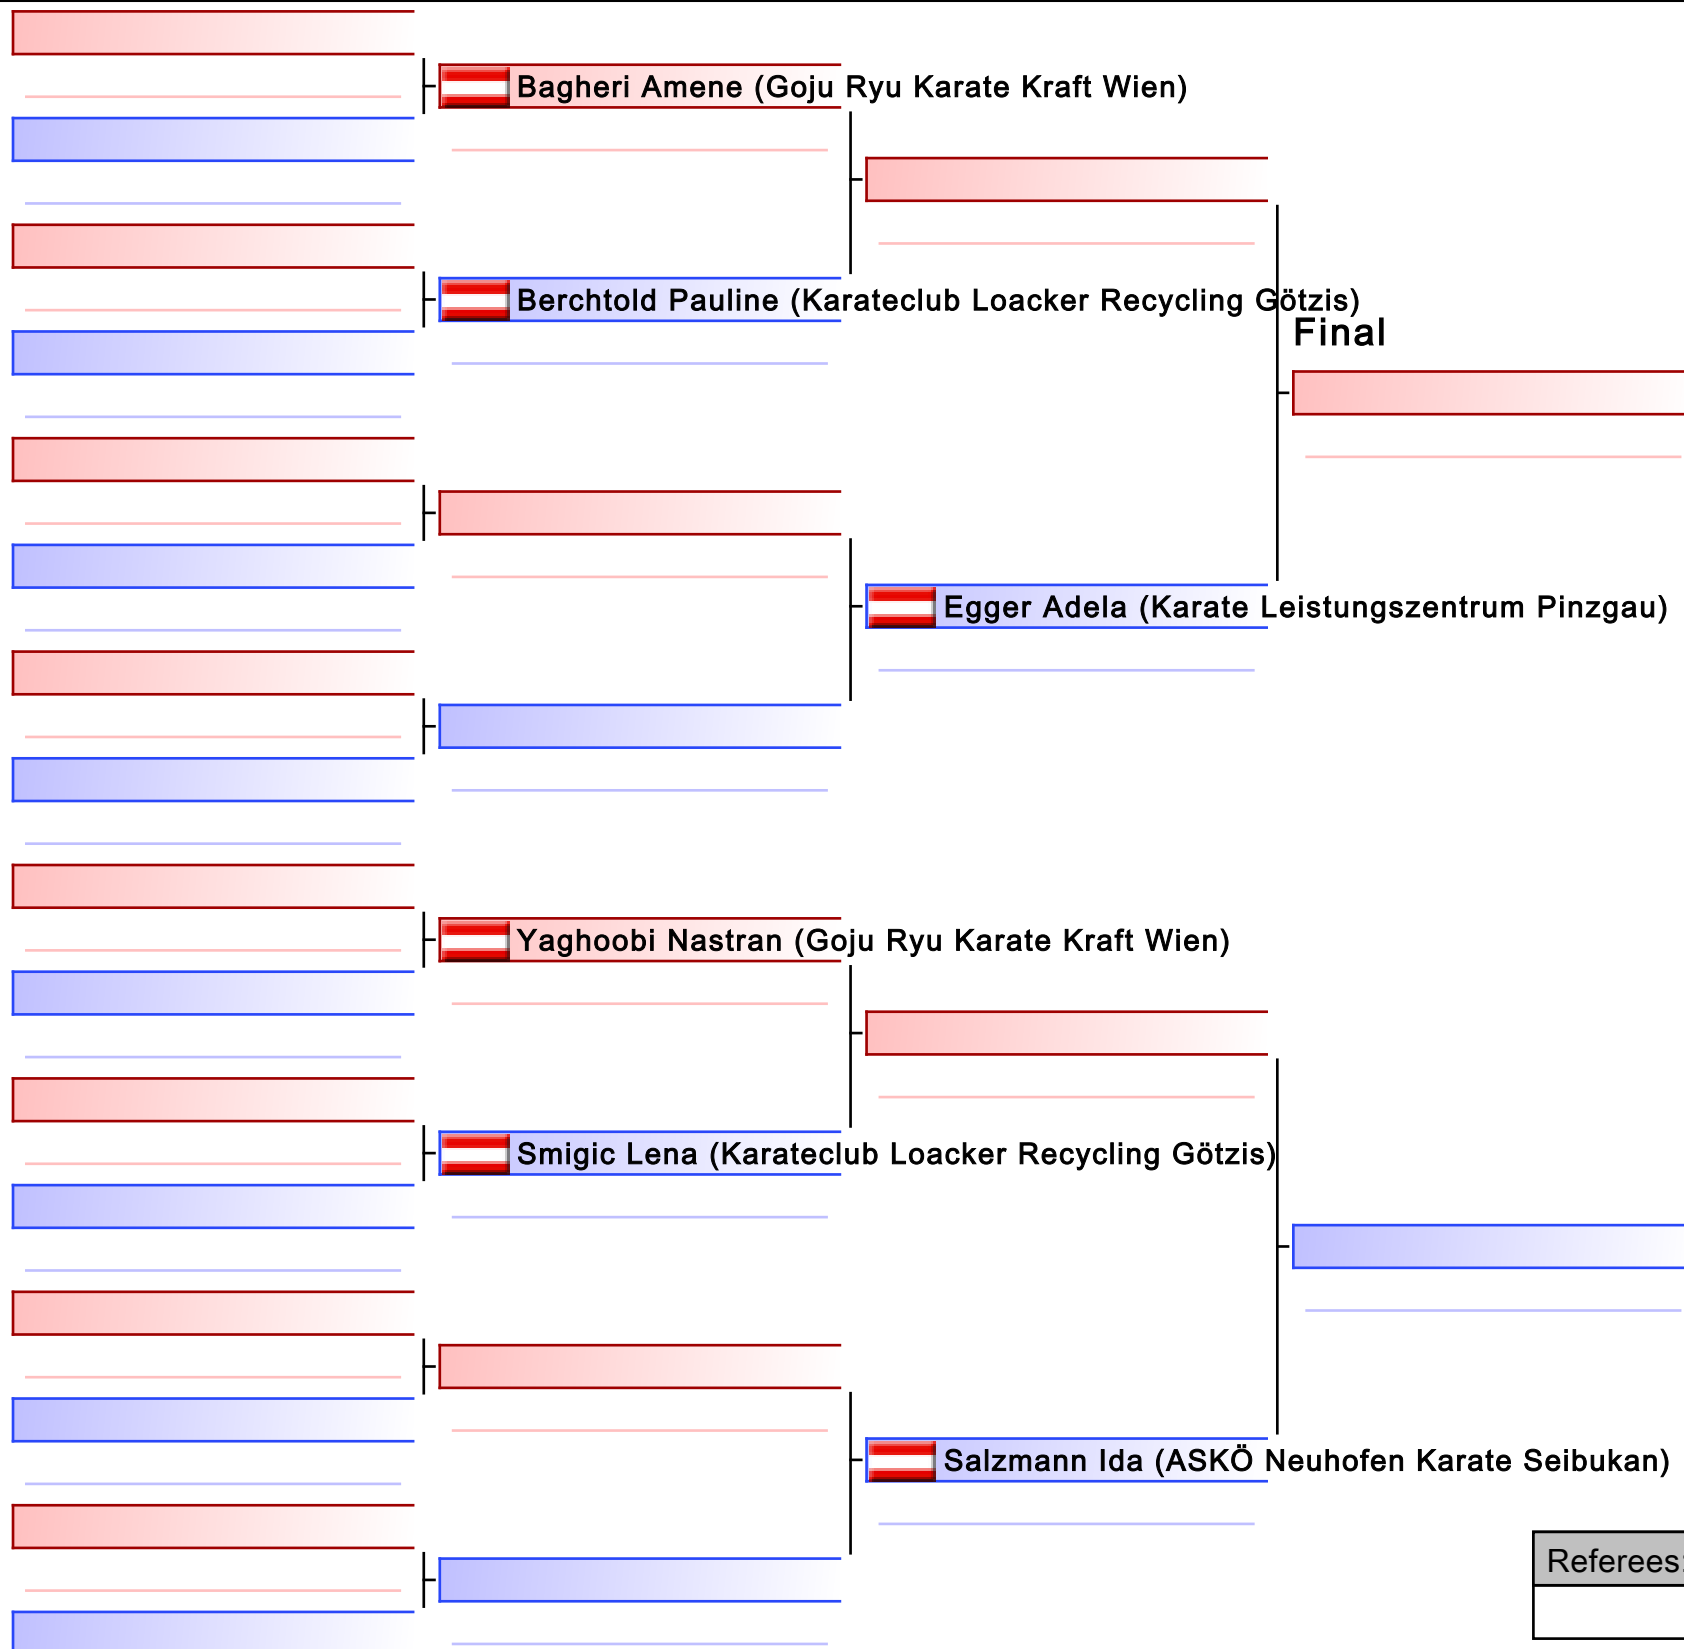 Bagheri Amene (Goju Ryu Karate Kraft Wien)
Berchtold Pauline (Karateclub Loacker Recycling Götzis)
Final
Egger Adela (Karate Leistungszentrum Pinzgau)
Yaghoobi Nastran (Goju Ryu Karate Kraft Wien)
Smigic Lena (Karateclub Loacker Recycling Götzis)
Salzmann Ida (ASKÖ Neuhofen Karate Seibukan)
Referees: